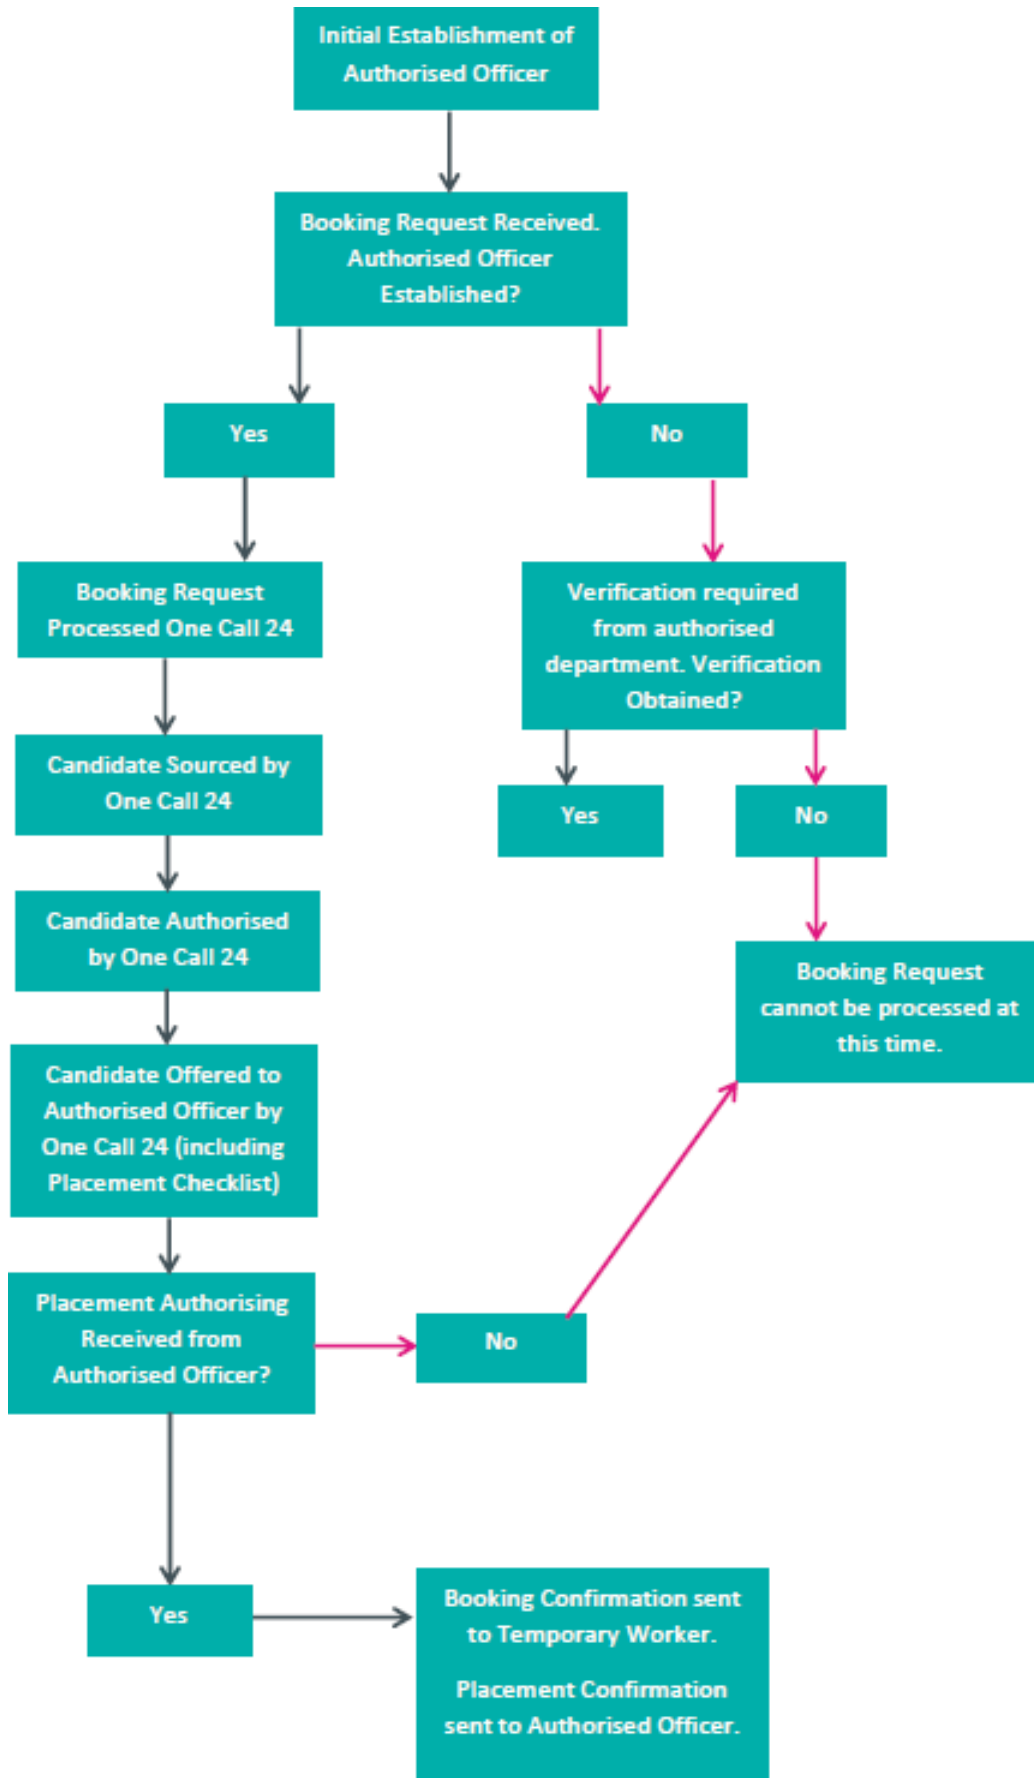 Initial Establishment of
Authorised Officer
Booking Request Received.
Authorised Officer
Established?
Yes
No
Booking Request
Processed One Call 24
Verification required
from authorised
department. Verification
Obtained?
Candidate Sourced by
One Call 24
Yes
No
Candidate Authorised
by One Call 24
Booking Request
cannot be processed at
this time.
Candidate Offered to
Authorised Officer by
One Call 24 (including
Placement Checklist)
Placement Authorising
Received from
Authorised Officer?
No
Yes
Booking Confirmation sent
to Temporary Worker.
Placement Confirmation
sent to Authorised Officer.